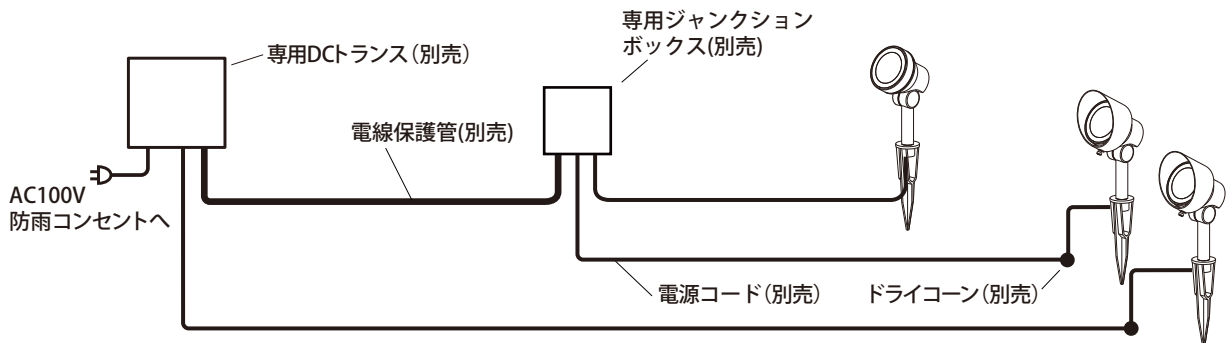 専用DCトランス（別売）
専用ジャンクション
ボックス(別売)
電線保護管(別売)
AC100V
防雨コンセントへ
電源コード（別売）
ドライコーン（別売）